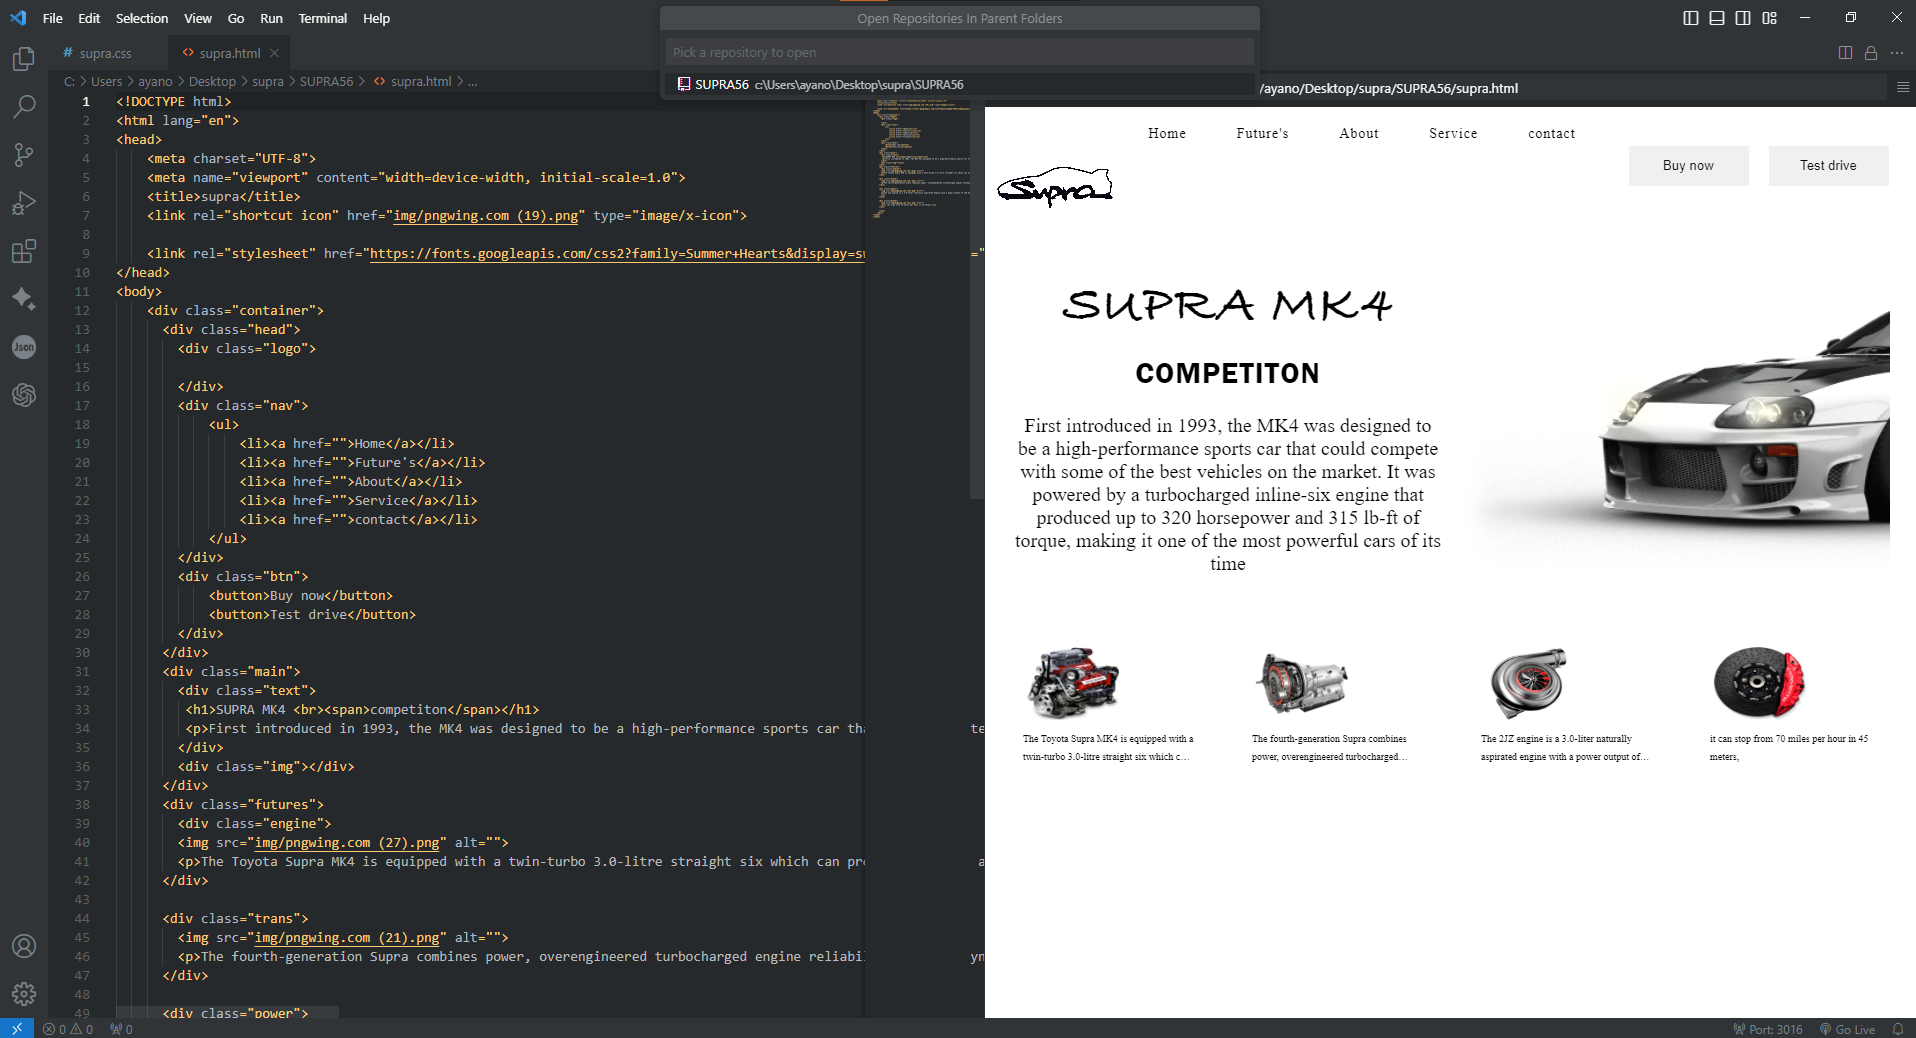 File Edit Selection View Go Run Terminal Help
Open Repositories In Parent Folders
Pick a repository to open
SUPRA56 c:\Users\ayano\Desktop\supra\SUPRA56
# supra.css
<> supra.html
C: > Users > ayano > Desktop > supra > SUPRA56 > <> supra.html > ...
/ayano/Desktop/supra/SUPRA56/supra.html
Json
1 <!DOCTYPE html>
2 <html lang="en">
3 <head>
4 <meta charset="UTF-8">
5 <meta name="viewport" content="width=device-width, initial-scale=1.0">
6 <title>supra</title>
7 <link rel="shortcut icon" href="img/pngwing.com (19).png" type="image/x-icon">
8
9 <link rel="stylesheet" href="https://fonts.googleapis.com/css2?family=Summer+Hearts&display=sw ="
10 </head>
11 <body>
12 <div class="container">
13 <div class="head">
14 <div class="logo">
15
16 </div>
17 <div class="nav">
18 <ul>
19 <li><a href="">Home</a></li>
20 <li><a href="">Future's</a></li>
21 <li><a href="">About</a></li>
22 <li><a href="">Service</a></li>
23 <li><a href="">contact</a></li>
24 </ul>
25 </div>
26 <div class="btn">
27 <button>Buy now</button>
28 <button>Test drive</button>
29 </div>
30 </div>
31 <div class="main">
32 <div class="text">
33 <h1>SUPRA MK4 <br><span>competiton</span></h1>
34 <p>First introduced in 1993, the MK4 was designed to be a high-performance sports car tha te
35 </div>
36 <div class="img"></div>
37 </div>
38 <div class="futures">
39 <div class="engine">
40 <img src="img/pngwing.com (27).png" alt="">
41 <p>The Toyota Supra MK4 is equipped with a twin-turbo 3.0-litre straight six which can pro a
42 </div>
43
44 <div class="trans">
45 <img src="img/pngwing.com (21).png" alt="">
46 <p>The fourth-generation Supra combines power, overengineered turbocharged engine reliabil yn
47 </div>
48
49 <div class="power">
Home Future's About Service contact
Buy now Test drive
Supra
SUPRA MK4
COMPETITON
First introduced in 1993, the MK4 was designed to
be a high-performance sports car that could compete
with some of the best vehicles on the market. It was
powered by a turbocharged inline-six engine that
produced up to 320 horsepower and 315 lb-ft of
torque, making it one of the most powerful cars of its
time
The Toyota Supra MK4 is equipped with a
twin-turbo 3.0-litre straight six which c...
The fourth-generation Supra combines
power, overengineered turbocharged...
The 2JZ engine is a 3.0-liter naturally
aspirated engine with a power output of...
it can stop from 70 miles per hour in 45
meters,
0 0 0
Port: 3016 Go Live